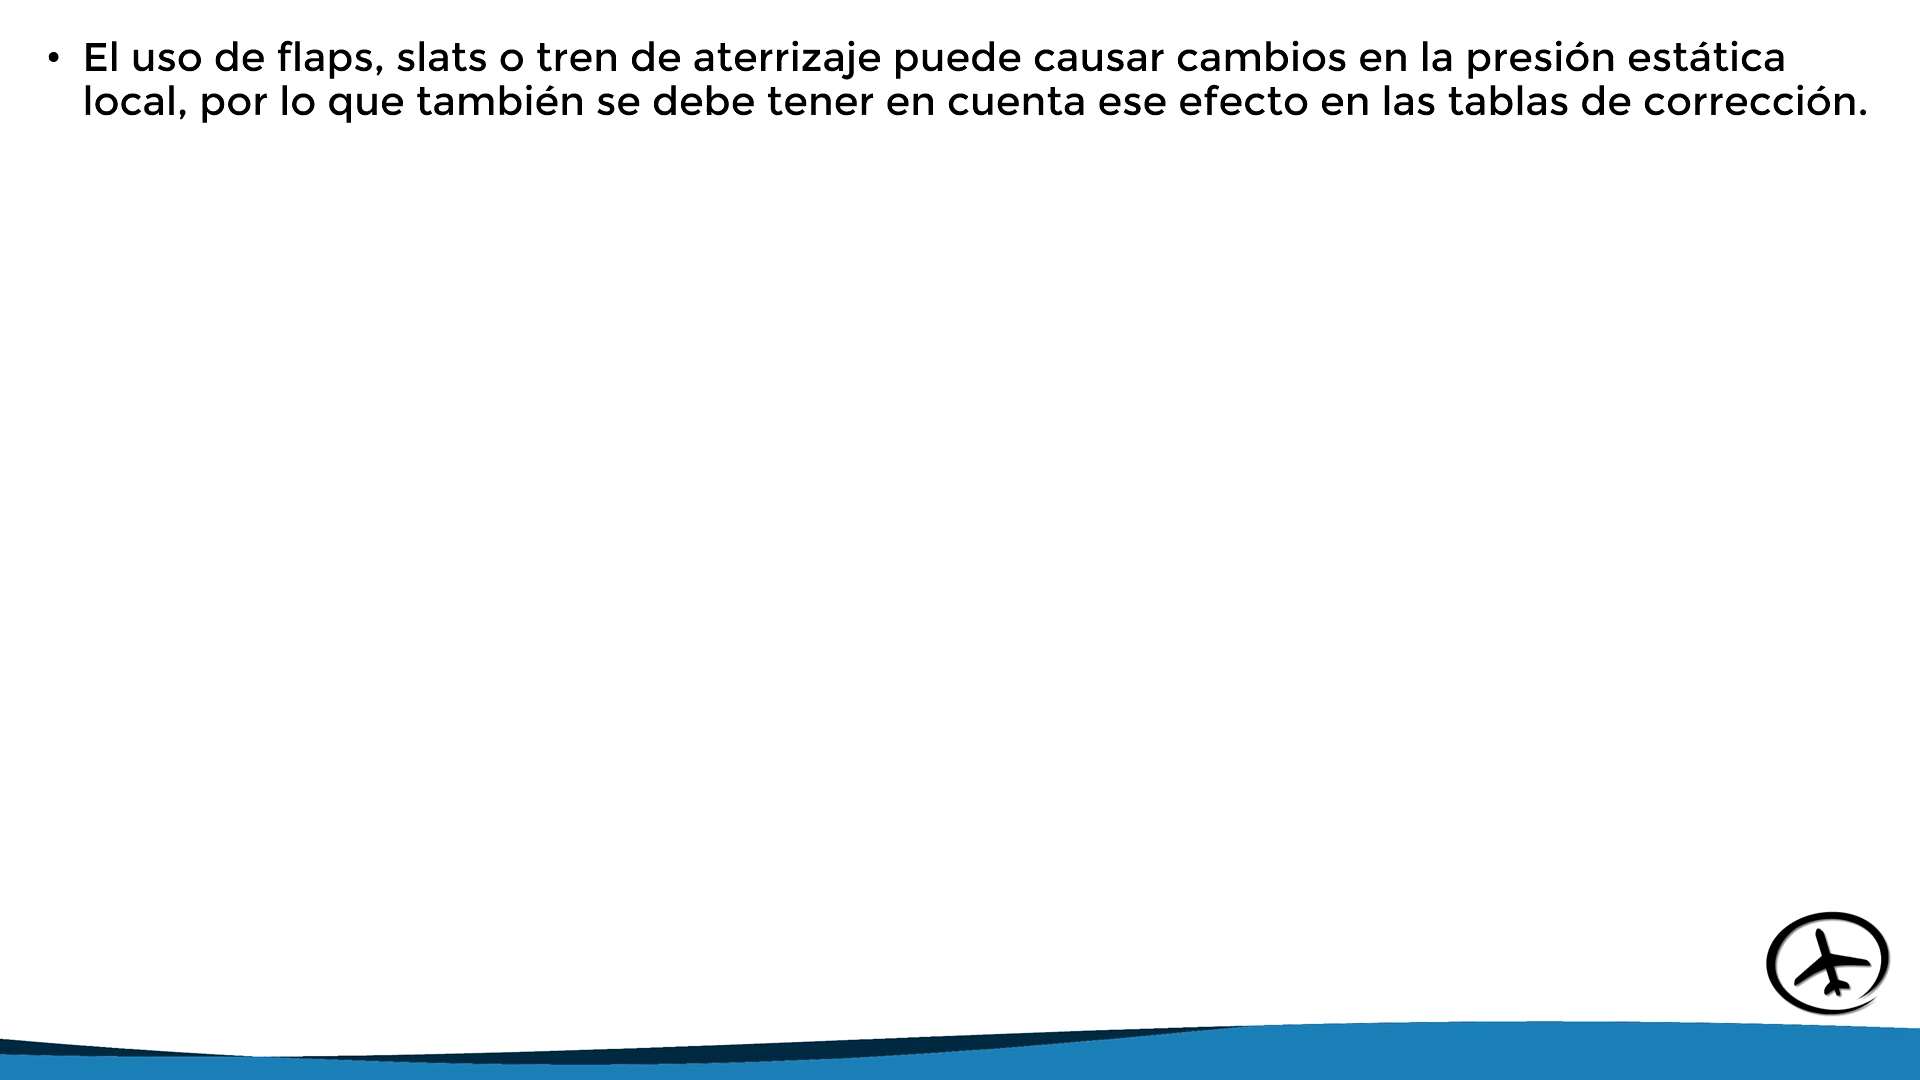 • El uso de flaps, slats o tren de aterrizaje puede causar cambios en la presión estática
local, por lo que también se debe tener en cuenta ese efecto en las tablas de corrección.